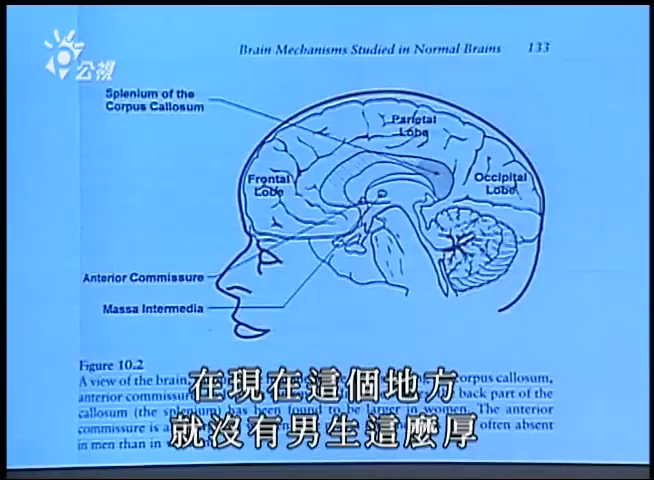 公視
Brain Mechanisms Studied in Normal Brains 133
Splenium of the
Corpus Callosum
Parietal
Lobe
Frontal
Lobe
Occipital
Lobe
Anterior Commissure
Massa Intermedia
Figure 10.2
A view of the brain, corpus callosum,
anterior commissur back part of the
callosum (the splenium) has been found to be larger in women. The anterior
commissure is a often absent
in men than in
在現在這個地方
就沒有男生這麼厚